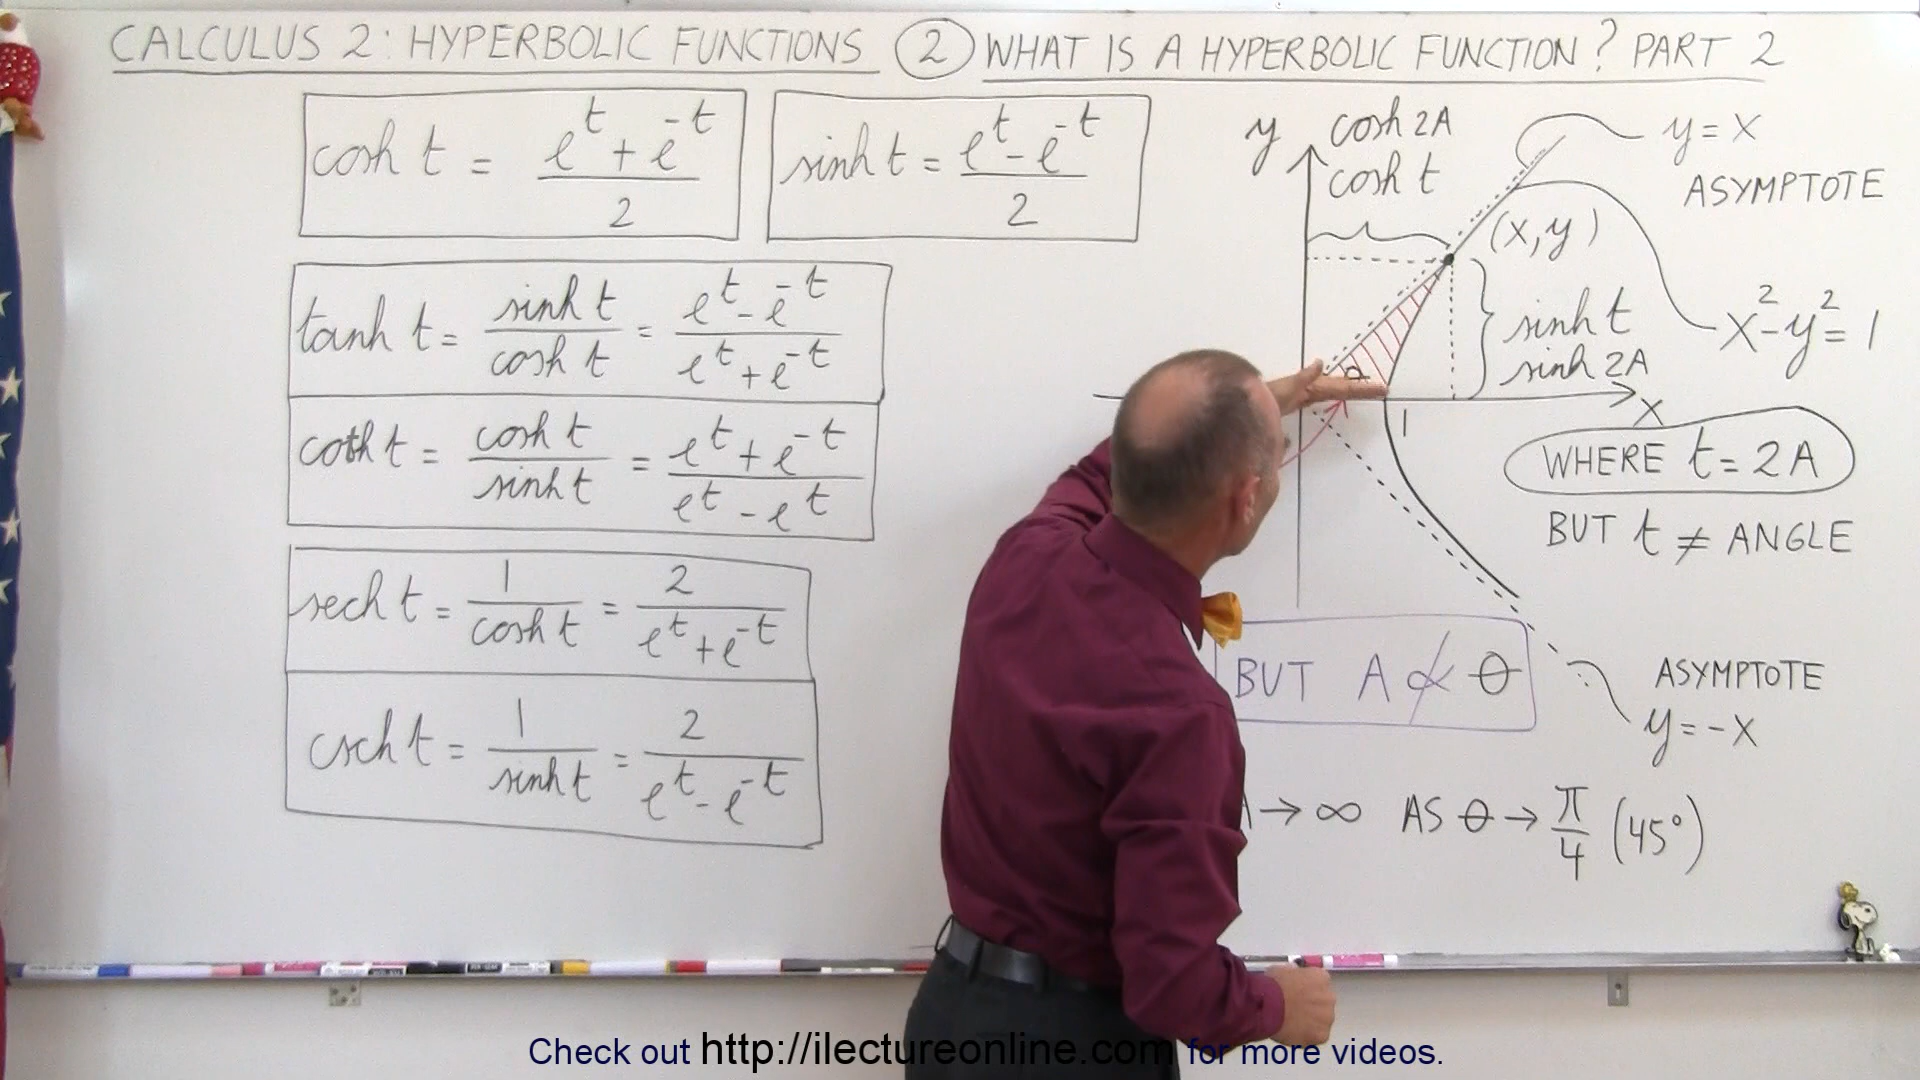 CALCULUS 2: HYPERBOLIC FUNCTIONS ② WHAT IS A HYPERBOLIC FUNCTION? PART 2
cosh t = (e^t + e^-t)/2
sinh t = (e^t - e^-t)/2
tanh t = sinh t/cosh t = (e^t - e^-t)/(e^t + e^-t)
coth t = cosh t/sinh t = (e^t + e^-t)/(e^t - e^t)
sech t = 1/cosh t = 2/(e^t + e^-t)
csch t = 1/sinh t = 2/(e^t - e^-t)
y
cosh 2A
cosh t
y = x
ASYMPTOTE
(x, y)
sinh t
sinh 2A
x^2 - y^2 = 1
x
1
WHERE t = 2A
BUT t ≠ ANGLE
BUT A ∝̸ θ
ASYMPTOTE
y = -x
→ ∞ AS θ → π/4 (45°)
Check out http://ilectureonline.com for more videos.